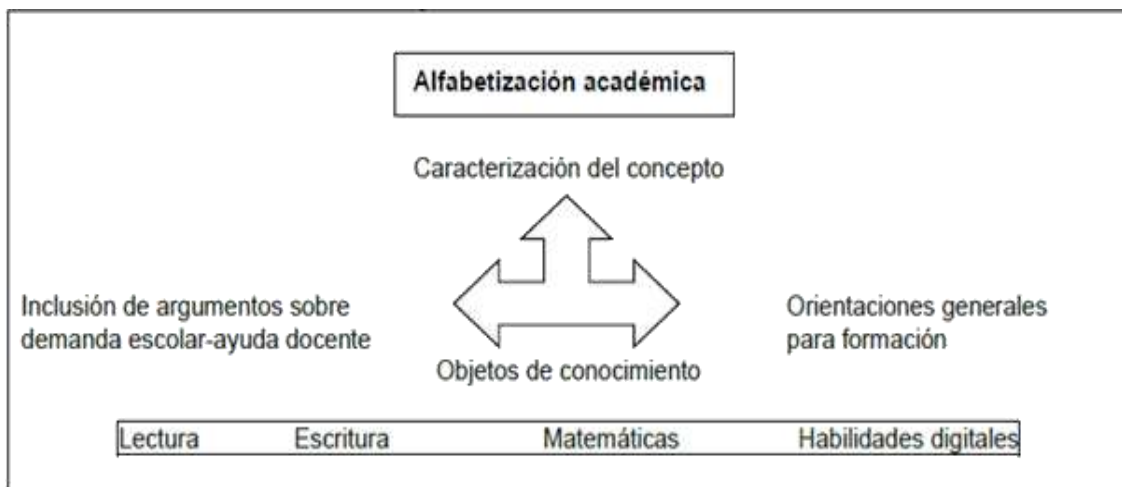 Alfabetización académica
Caracterización del concepto
Inclusión de argumentos sobre
demanda escolar-ayuda docente
Orientaciones generales
para formación
Objetos de conocimiento
Lectura Escritura Matemáticas Habilidades digitales